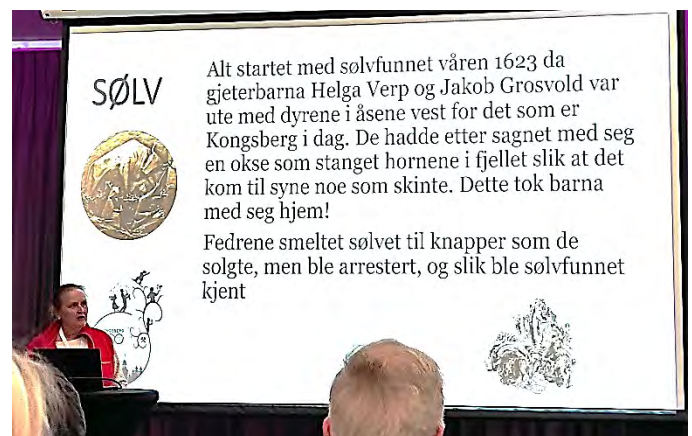 SØLV
Alt startet med sølvfunnet våren 1623 da
gjeterbarna Helga Verp og Jakob Grosvold var
ute med dyrene i åsene vest for det som er
Kongsberg i dag. De hadde etter sagnet med seg
en okse som stanget hornene i fjellet slik at det
kom til syne noe som skinte. Dette tok barna
med seg hjem!
Fedrene smeltet sølvet til knapper som de
solgte, men ble arrestert, og slik ble sølvfunnet
kjent